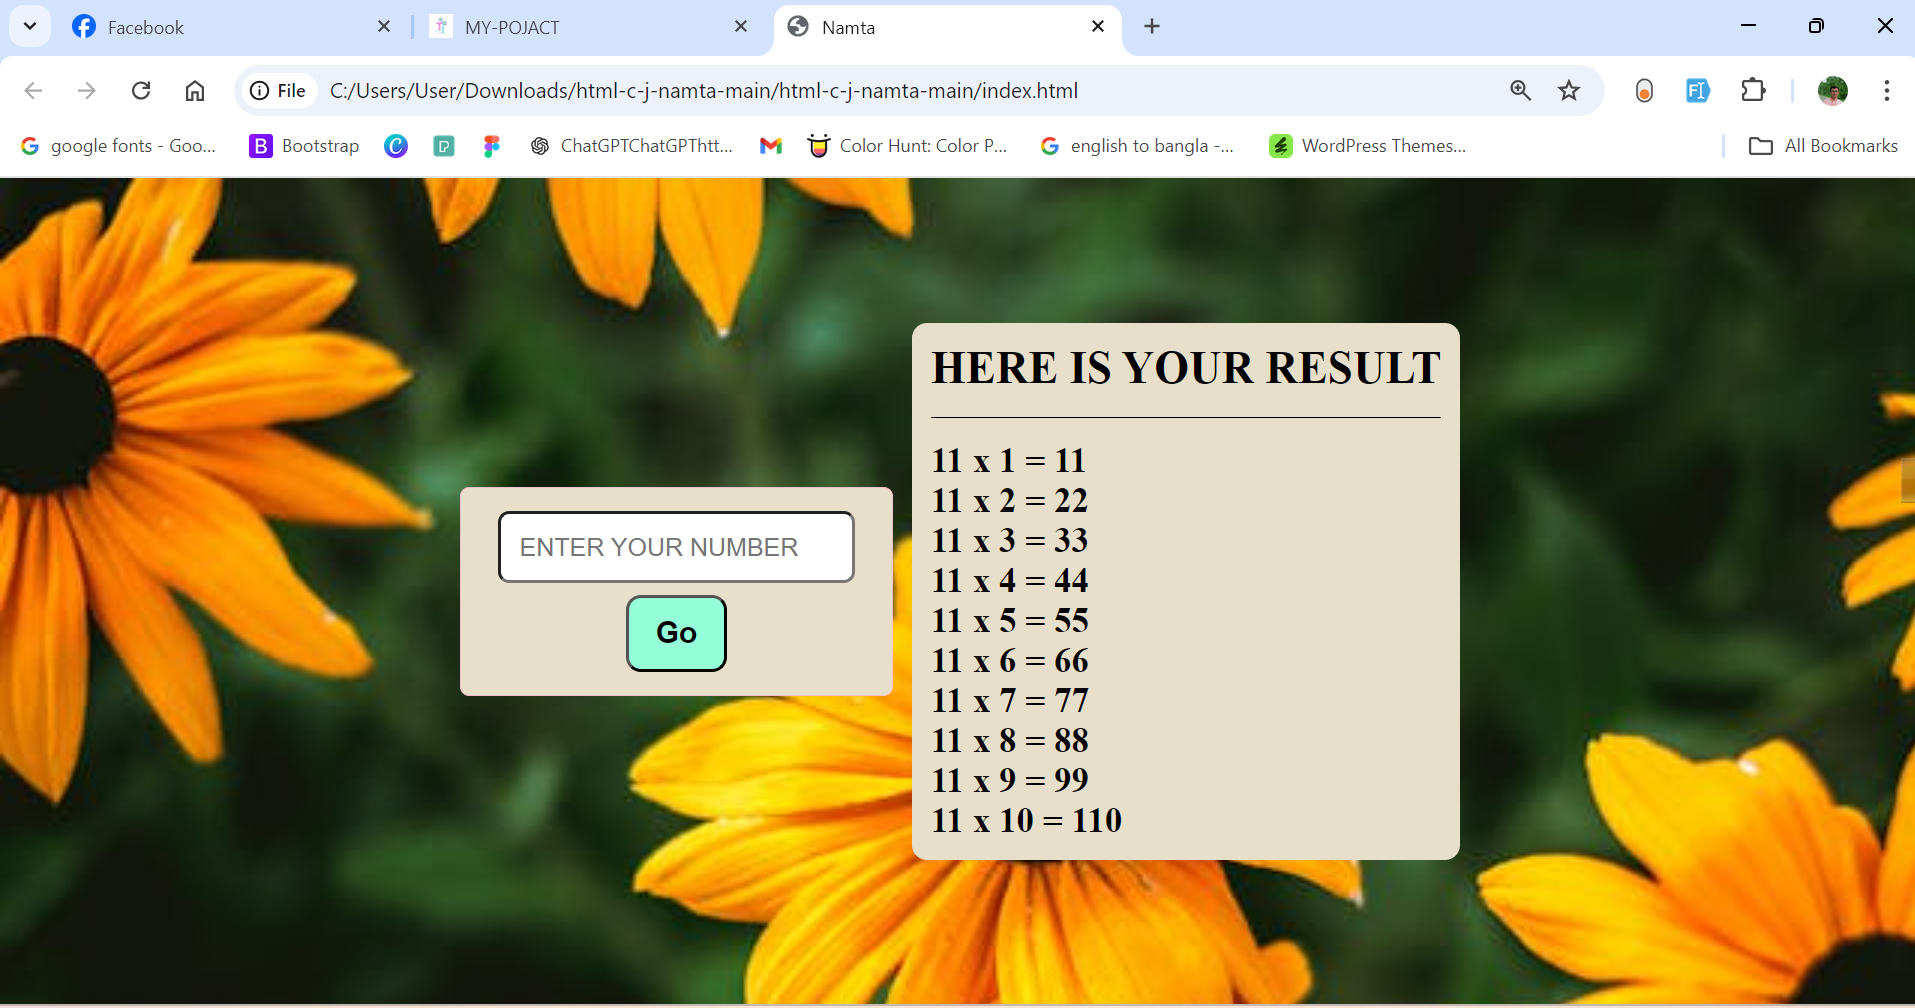 Facebook
MY-POJACT
Namta
File
C:/Users/User/Downloads/html-c-j-namta-main/html-c-j-namta-main/index.html
google fonts - Goo...
B Bootstrap
ChatGPTChatGPThtt...
Color Hunt: Color P...
english to bangla -...
WordPress Themes...
All Bookmarks
HERE IS YOUR RESULT
11 x 1 = 11
11 x 2 = 22
11 x 3 = 33
11 x 4 = 44
11 x 5 = 55
11 x 6 = 66
11 x 7 = 77
11 x 8 = 88
11 x 9 = 99
11 x 10 = 110
ENTER YOUR NUMBER
Go